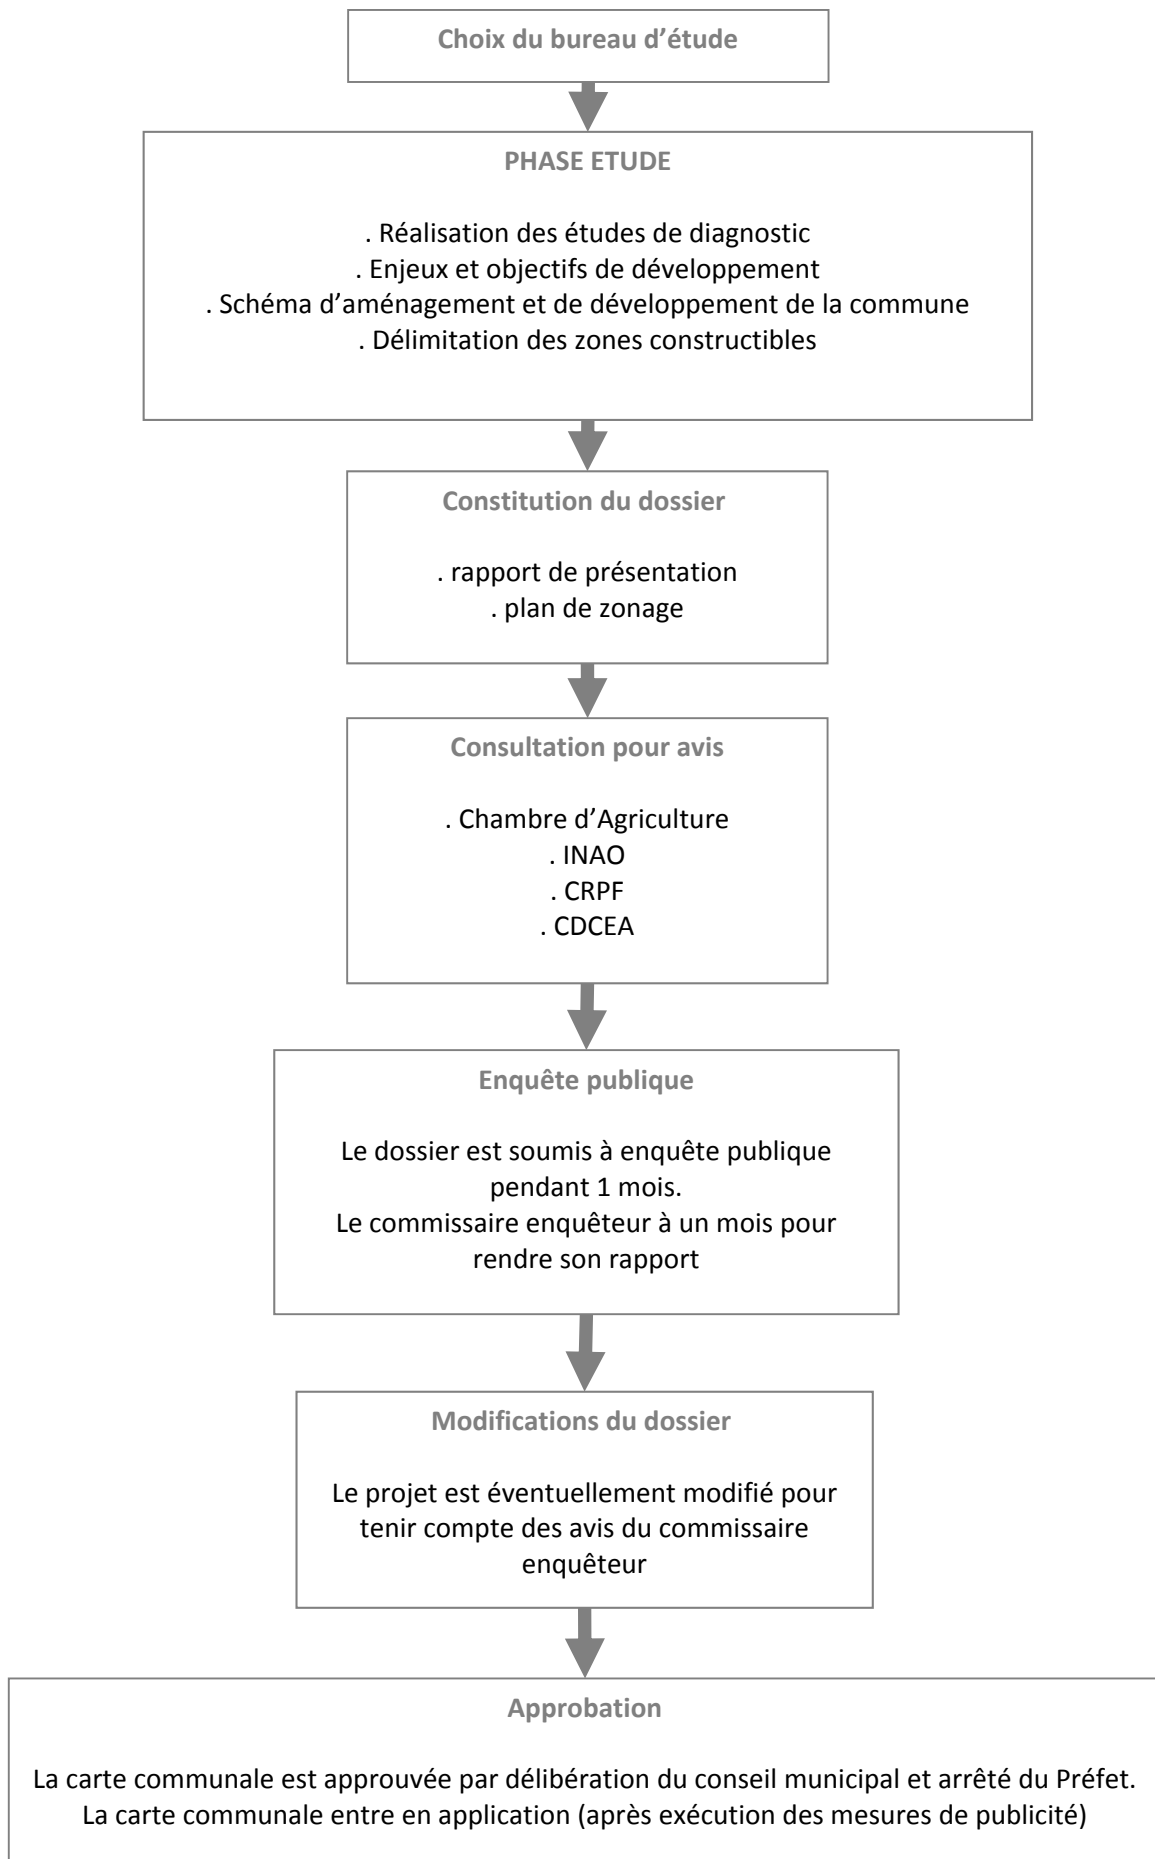 Choix du bureau d’étude
PHASE ETUDE
. Réalisation des études de diagnostic
. Enjeux et objectifs de développement
. Schéma d’aménagement et de développement de la commune
. Délimitation des zones constructibles
Constitution du dossier
. rapport de présentation
. plan de zonage
Consultation pour avis
. Chambre d’Agriculture
. INAO
. CRPF
. CDCEA
Enquête publique
Le dossier est soumis à enquête publique
pendant 1 mois.
Le commissaire enquêteur à un mois pour
rendre son rapport
Modifications du dossier
Le projet est éventuellement modifié pour
tenir compte des avis du commissaire
enquêteur
Approbation
La carte communale est approuvée par délibération du conseil municipal et arrêté du Préfet.
La carte communale entre en application (après exécution des mesures de publicité)